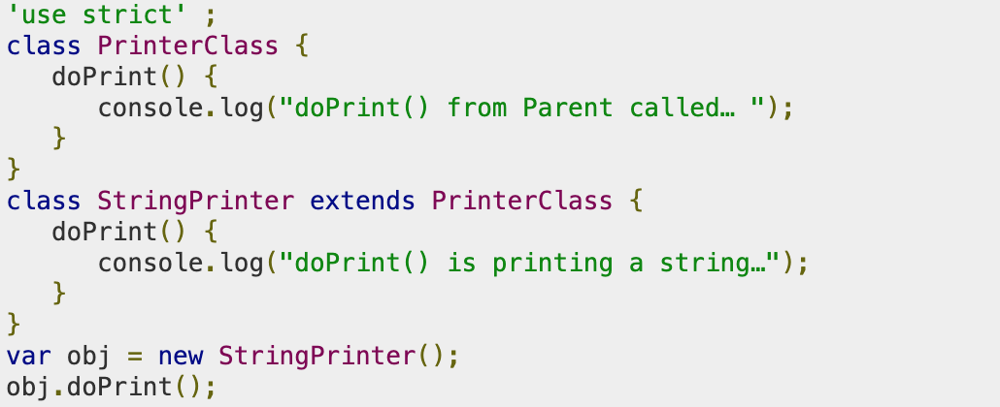 'use strict' ;
class PrinterClass {
   doPrint() {
      console.log("doPrint() from Parent called… ");
   }
}
class StringPrinter extends PrinterClass {
   doPrint() {
      console.log("doPrint() is printing a string…");
   }
}
var obj = new StringPrinter();
obj.doPrint();